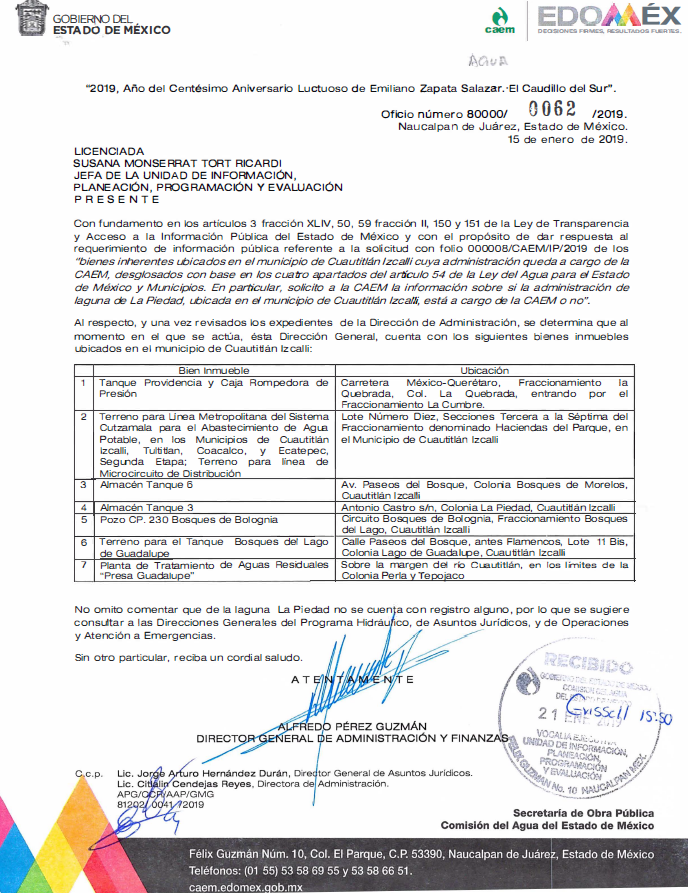 GOBIERNO DEL
ESTADO DE MÉXICO
caem
EDOMÉX
DECISIONES FIRMES, RESULTADOS FUERTES.
AGUA
"2019, Año del Centésimo Aniversario Luctuoso de Emiliano Zapata Salazar. El Caudillo del Sur".
Oficio número 80000/ 0062 /2019.
Naucalpan de Juárez, Estado de México.
15 de enero de 2019.
LICENCIADA
SUSANA MONSERRAT TORT RICARDI
JEFA DE LA UNIDAD DE INFORMACIÓN,
PLANEACIÓN, PROGRAMACIÓN Y EVALUACIÓN
P R E S E N T E
Con fundamento en los artículos 3 fracción XLIV, 50, 59 fracción II, 150 y 151 de la Ley de Transparencia
y Acceso a la Información Pública del Estado de México y con el propósito de dar respuesta al
requerimiento de información pública referente a la solicitud con folio 000008/CAEM/IP/2019 de los
"bienes inherentes ubicados en el municipio de Cuautitlán Izcalli cuya administración queda a cargo de la
CAEM, desglosados con base en los cuatro apartados del artículo 54 de la Ley del Agua para el Estado
de México y Municipios. En particular, solicito a la CAEM la información sobre si la administración de
laguna de La Piedad, ubicada en el municipio de Cuautitlán Izcalli, está a cargo de la CAEM o no".
Al respecto, y una vez revisados los expedientes de la Dirección de Administración, se determina que al
momento en el que se actúa, ésta Dirección General, cuenta con los siguientes bienes inmuebles
ubicados en el municipio de Cuautitlán Izcalli:
Bien Inmueble Ubicación
1 Tanque Providencia y Caja Rompedora de
Presión
Carretera México-Querétaro, Fraccionamiento la
Quebrada, Col. La Quebrada, entrando por el
Fraccionamiento La Cumbre.
2 Terreno para Línea Metropolitana del Sistema
Cutzamala para el Abastecimiento de Agua
Potable, en los Municipios de Cuautitlán
Izcalli, Tultitlan, Coacalco, y Ecatepec,
Segunda Etapa; Terreno para línea de
Microcircuito de Distribución
Lote Número Diez, Secciones Tercera a la Séptima del
Fraccionamiento denominado Haciendas del Parque, en
el Municipio de Cuautitlán Izcalli
3 Almacén Tanque 6
Av. Paseos del Bosque, Colonia Bosques de Morelos,
Cuautitlán Izcalli
4 Almacén Tanque 3
Antonio Castro s/n, Colonia La Piedad, Cuautitlán Izcalli
5 Pozo CP. 230 Bosques de Bolognia
Circuito Bosques de Bolognia, Fraccionamiento Bosques
del Lago, Cuautitlán Izcalli
6 Terreno para el Tanque Bosques del Lago
de Guadalupe
Calle Paseos del Bosque, antes Flamencos, Lote 11 Bis,
Colonia Lago de Guadalupe, Cuautitlán Izcalli
7 Planta de Tratamiento de Aguas Residuales
"Presa Guadalupe"
Sobre la margen del río Cuautitlán, en los límites de la
Colonia Perla y Tepojaco
No omito comentar que de la laguna La Piedad no se cuenta con registro alguno, por lo que se sugiere
consultar a las Direcciones Generales del Programa Hidráulico, de Asuntos Jurídicos, y de Operaciones
y Atención a Emergencias.
Sin otro particular, reciba un cordial saludo.
A T E N T A M E N T E
ALFREDO PÉREZ GUZMÁN
DIRECTOR GENERAL DE ADMINISTRACIÓN Y FINANZAS
RECIBIDO
GOBIERNO DEL ESTADO DE MÉXICO
COMISIÓN DEL AGUA
21 ENE 2019
Grissell 15:50
VOCALIA EJECUTIVA
UNIDAD DE INFORMACIÓN,
PLANEACIÓN,
PROGRAMACIÓN
Y EVALUACIÓN
FELIX GUZMAN No. 10 NAUCALPAN MEX.
C.c.p. Lic. Jorge Arturo Hernández Durán, Director General de Asuntos Jurídicos.
Lic. Citlalin Cendejas Reyes, Directora de Administración.
APG/CCR/AAP/GMG
81202/0041/2019
Secretaría de Obra Pública
Comisión del Agua del Estado de México
Félix Guzmán Núm. 10, Col. El Parque, C.P. 53390, Naucalpan de Juárez, Estado de México
Teléfonos: (01 55) 53 58 69 55 y 53 58 66 51.
caem.edomex.gob.mx